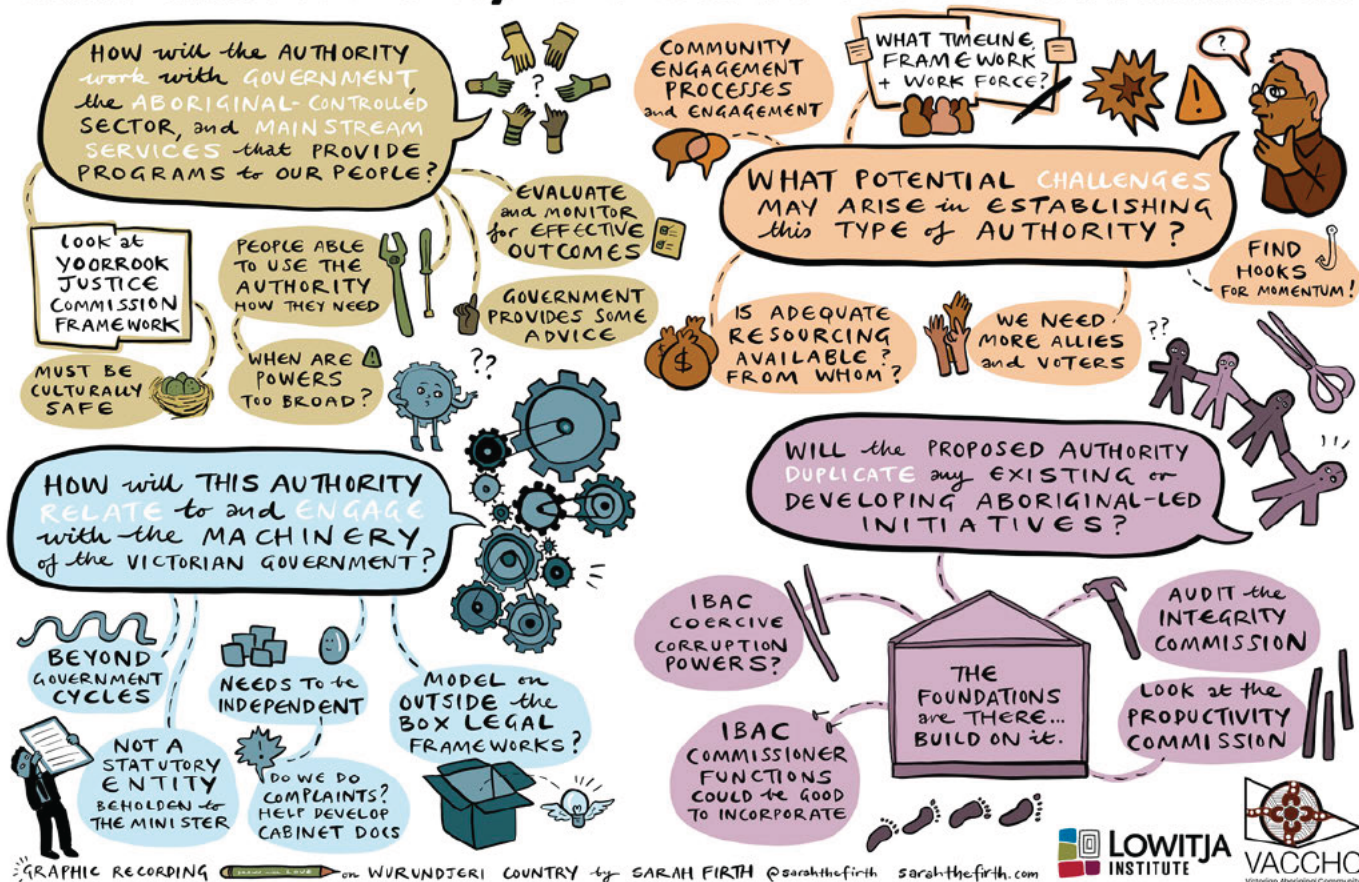 HOW will the AUTHORITY
work with GOVERNMENT,
the ABORIGINAL-CONTROLLED
SECTOR, and MAINSTREAM
SERVICES that PROVIDE
PROGRAMS to OUR PEOPLE?
?
LOOK at
YOORROOK
JUSTICE
COMMISSION
FRAMEWORK
MUST BE
CULTURALLY
SAFE
PEOPLE ABLE
TO USE THE
AUTHORITY
HOW THEY NEED
WHEN ARE
POWERS
TOO BROAD?
EVALUATE
and MONITOR
for EFFECTIVE
OUTCOMES
GOVERNMENT
PROVIDES SOME
ADVICE
??
COMMUNITY
ENGAGEMENT
PROCESSES
and ENGAGEMENT
WHAT TIMELINE,
FRAMEWORK
+ WORK FORCE?
!
?
WHAT POTENTIAL CHALLENGES
MAY ARISE in ESTABLISHING
this TYPE of AUTHORITY?
FIND
HOOKS
FOR MOMENTUM!
$
IS ADEQUATE
RESOURCING
AVAILABLE?
FROM WHOM?
WE NEED
MORE ALLIES
and VOTERS
??
HOW will THIS AUTHORITY
RELATE to and ENGAGE
with the MACHINERY
of the VICTORIAN GOVERNMENT?
BEYOND
GOVERNMENT
CYCLES
NOT A
STATUTORY
ENTITY
BEHOLDEN to
THE MINISTER
NEEDS TO be
INDEPENDENT
!
DO WE DO
COMPLAINTS?
HELP DEVELOP
CABINET DOCS
MODEL on
OUTSIDE the
BOX LEGAL
FRAMEWORKS?
WILL the PROPOSED AUTHORITY
DUPLICATE any EXISTING or
DEVELOPING ABORIGINAL-LED
INITIATIVES?
IBAC
COERCIVE
CORRUPTION
POWERS?
IBAC
COMMISSIONER
FUNCTIONS
COULD be GOOD
TO INCORPORATE
THE
FOUNDATIONS
are THERE...
BUILD ON it.
AUDIT the
INTEGRITY
COMMISSION
LOOK at the
PRODUCTIVITY
COMMISSION
GRAPHIC RECORDING on WURUNDJERI COUNTRY by SARAH FIRTH @sarahthefirth sarahthefirth.com
LOWITJA
INSTITUTE
VACCHO